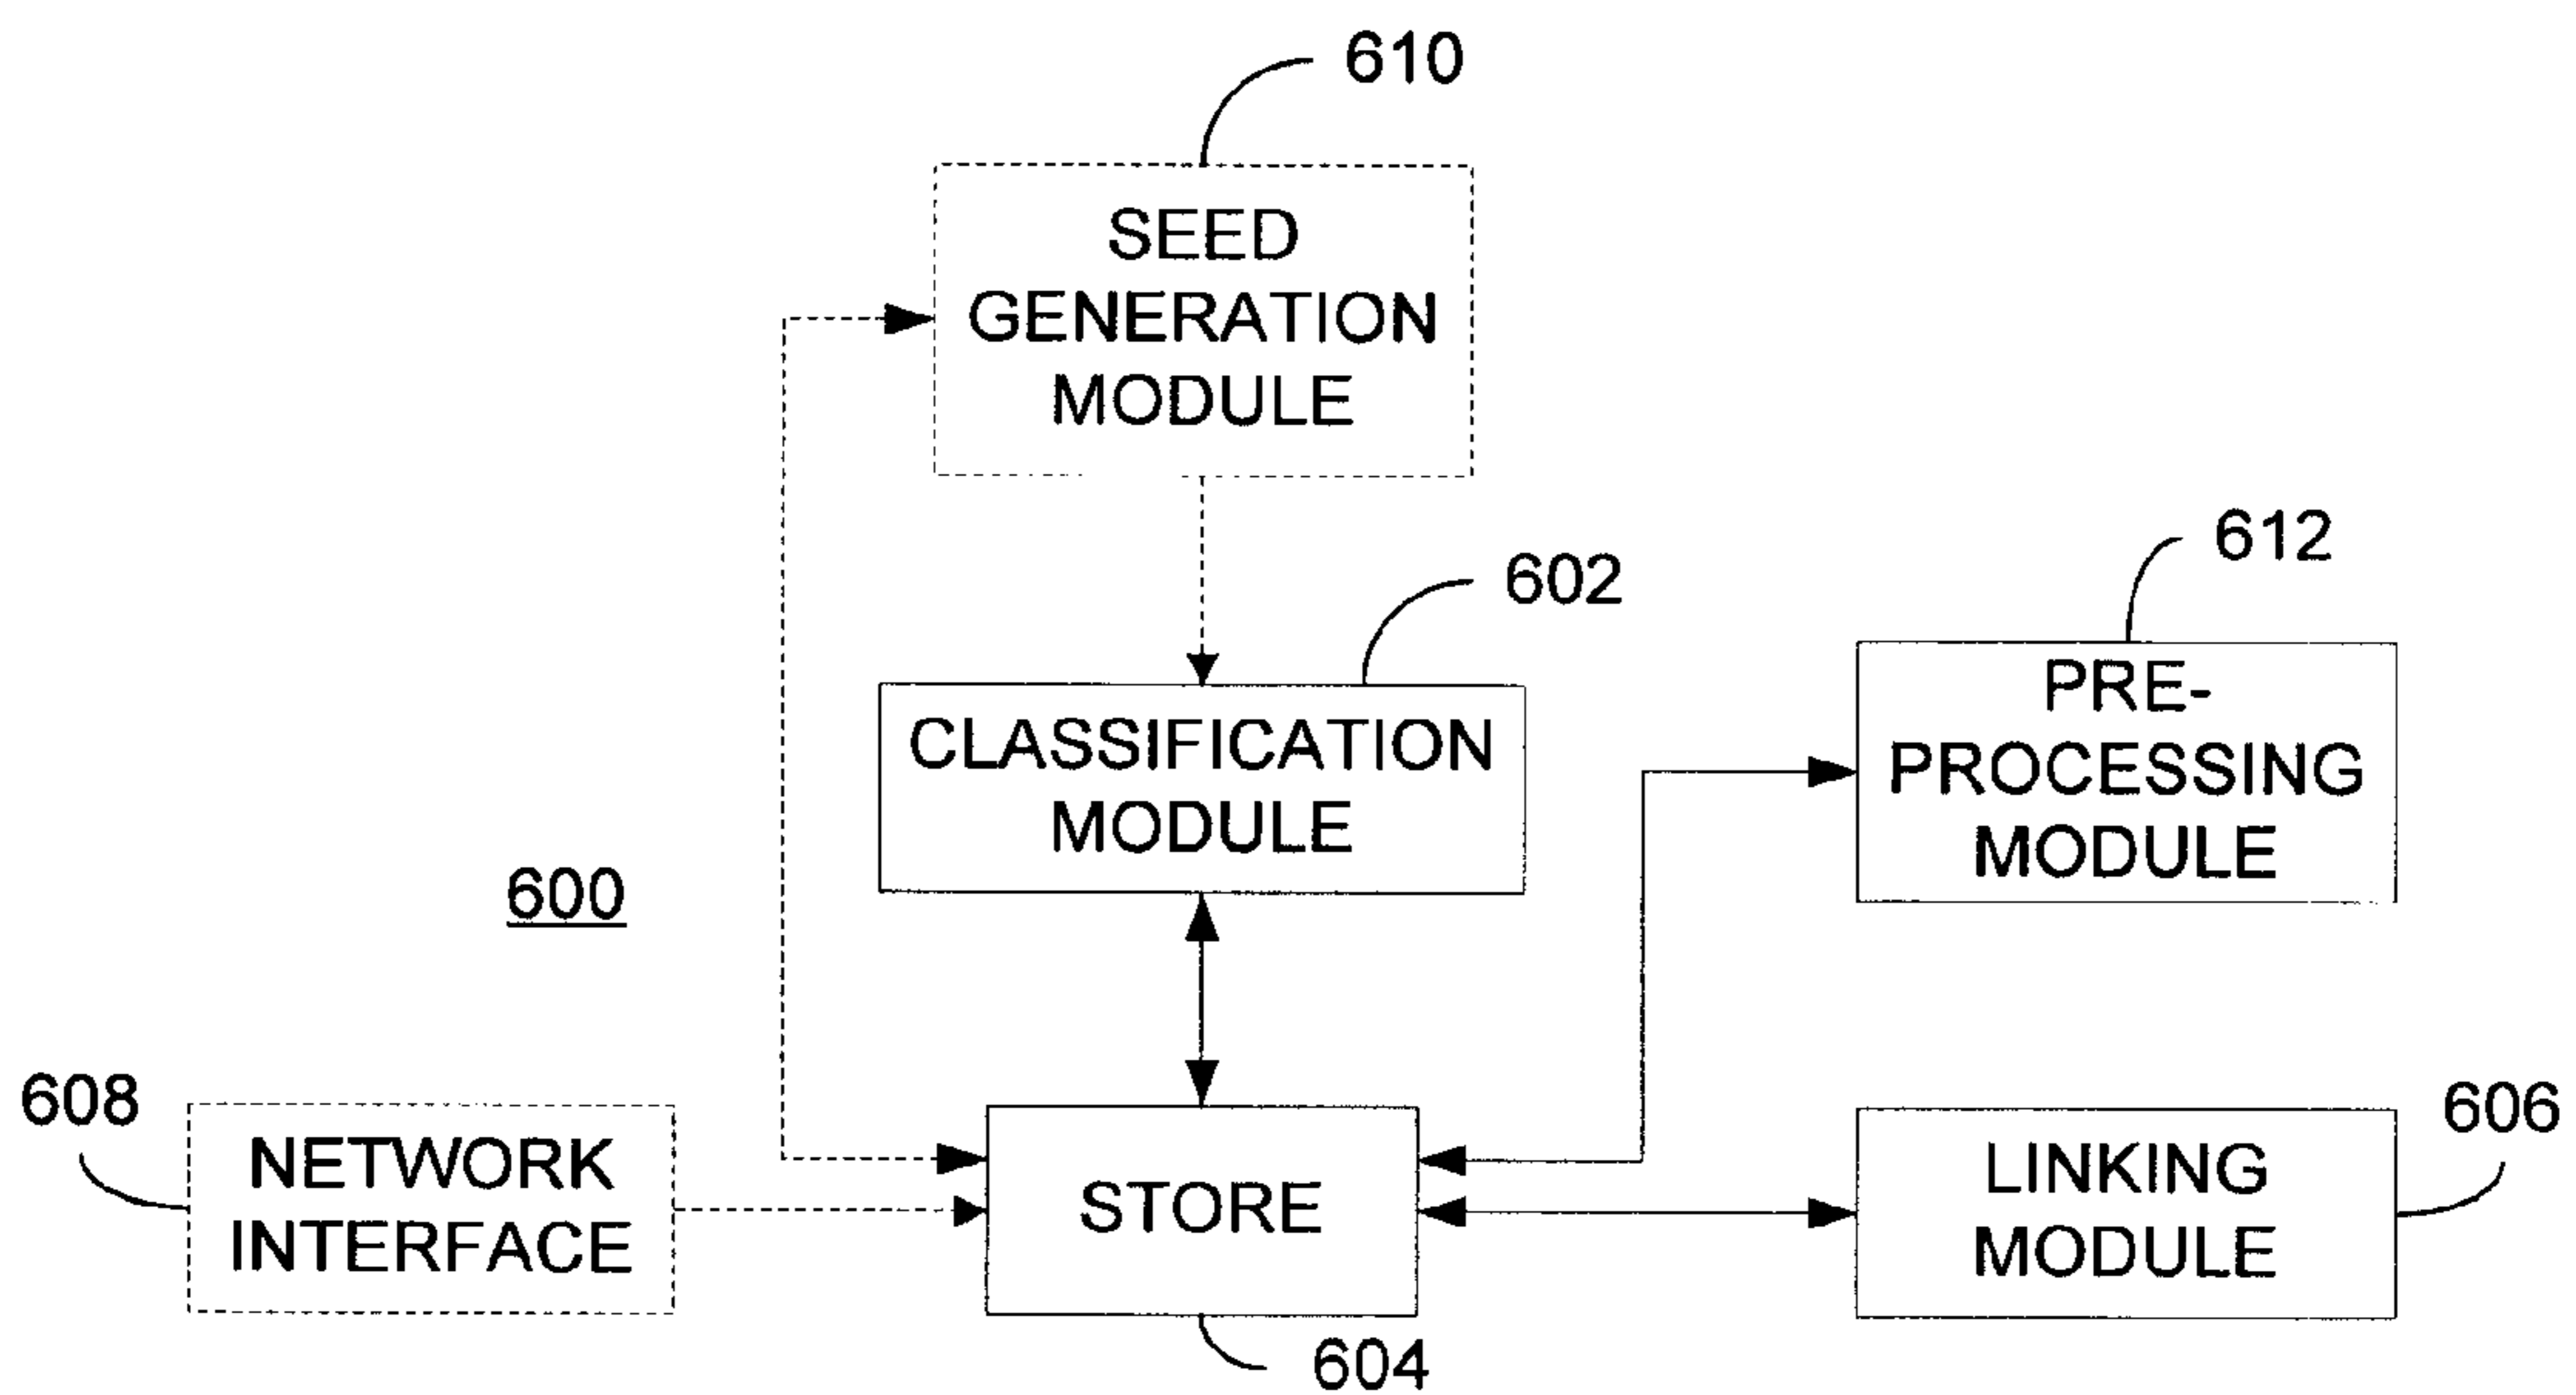 610
SEED
GENERATION
MODULE
612
602
PRE-
PROCESSING
MODULE
CLASSIFICATION
MODULE
600
608
NETWORK
INTERFACE
STORE
LINKING
MODULE
606
604